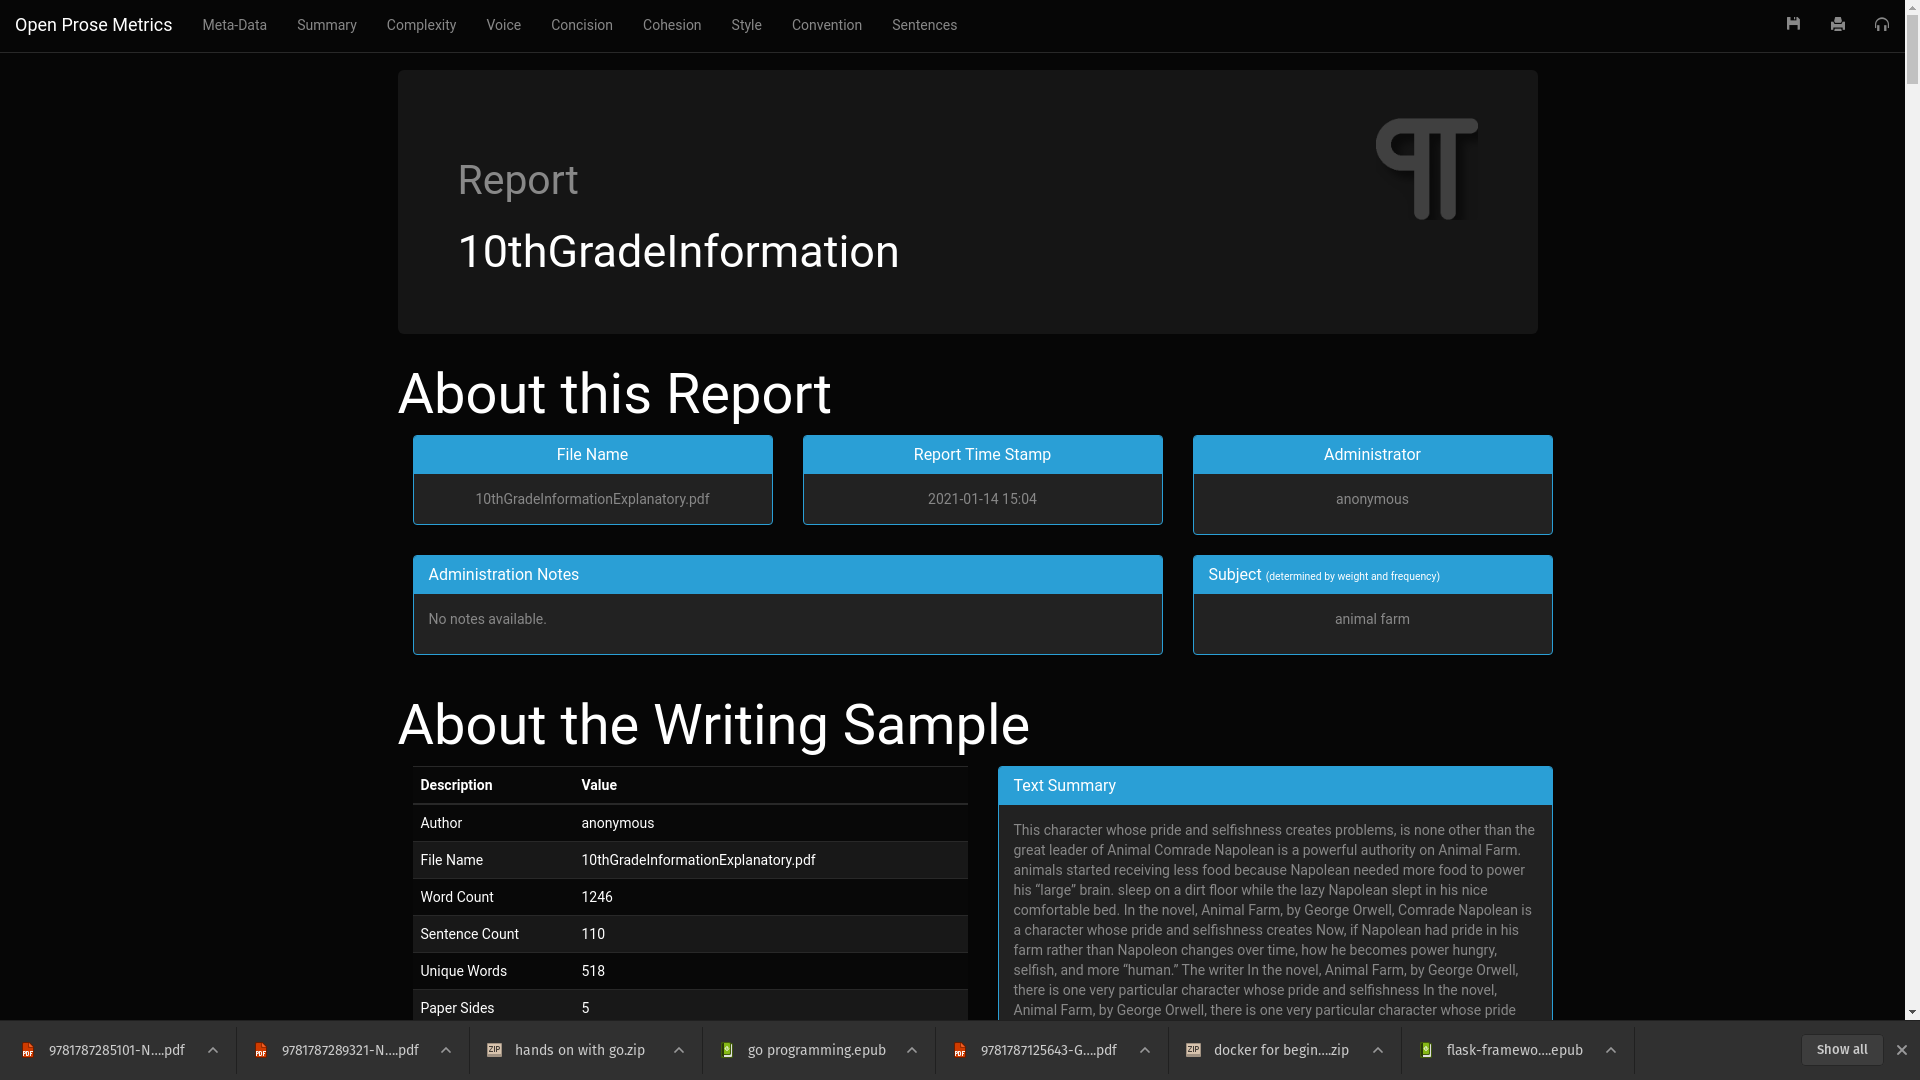 Open Prose Metrics Meta-Data Summary Complexity Voice Concision Cohesion Style Convention Sentences
Report
10thGradeInformation
About this Report
File Name
10thGradeInformationExplanatory.pdf
Report Time Stamp
2021-01-14 15:04
Administrator
anonymous
Administration Notes
No notes available.
Subject (determined by weight and frequency)
animal farm
About the Writing Sample
Description Value
Author anonymous
File Name 10thGradeInformationExplanatory.pdf
Word Count 1246
Sentence Count 110
Unique Words 518
Paper Sides 5
Text Summary
This character whose pride and selfishness creates problems, is none other than the
great leader of Animal Comrade Napolean is a powerful authority on Animal Farm.
animals started receiving less food because Napolean needed more food to power
his “large” brain. sleep on a dirt floor while the lazy Napolean slept in his nice
comfortable bed. In the novel, Animal Farm, by George Orwell, Comrade Napolean is
a character whose pride and selfishness creates Now, if Napolean had pride in his
farm rather than Napoleon changes over time, how he becomes power hungry,
selfish, and more “human.” The writer In the novel, Animal Farm, by George Orwell,
there is one very particular character whose pride and selfishness In the novel,
Animal Farm, by George Orwell, there is one very particular character whose pride
9781787285101-N....pdf 9781787289321-N....pdf hands on with go.zip go programming.epub 9781787125643-G....pdf docker for begin....zip flask-framewo....epub Show all